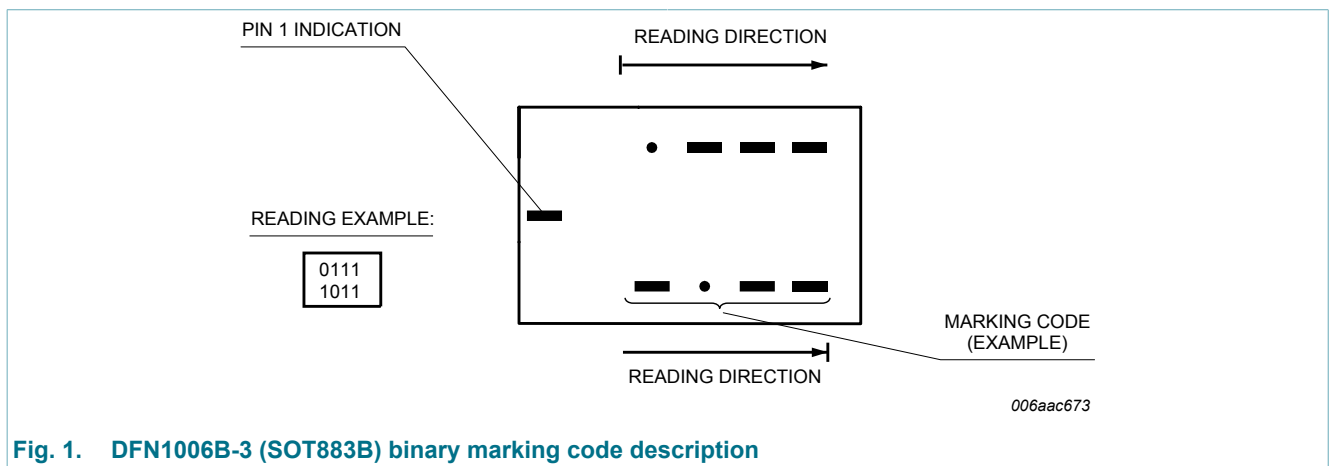 PIN 1 INDICATION
READING DIRECTION
READING EXAMPLE:
0111
1011
MARKING CODE
(EXAMPLE)
READING DIRECTION
006aac673
Fig. 1. DFN1006B-3 (SOT883B) binary marking code description